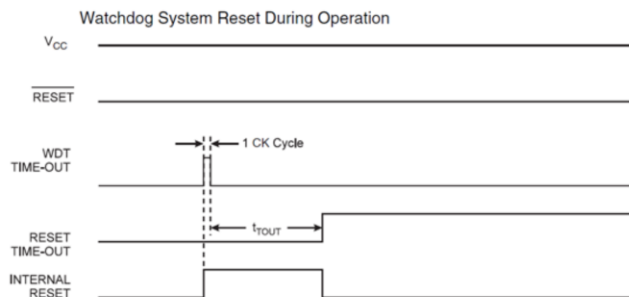 Watchdog System Reset During Operation
VCC
RESET
1 CK Cycle
WDT
TIME-OUT
tTOUT
RESET
TIME-OUT
INTERNAL
RESET